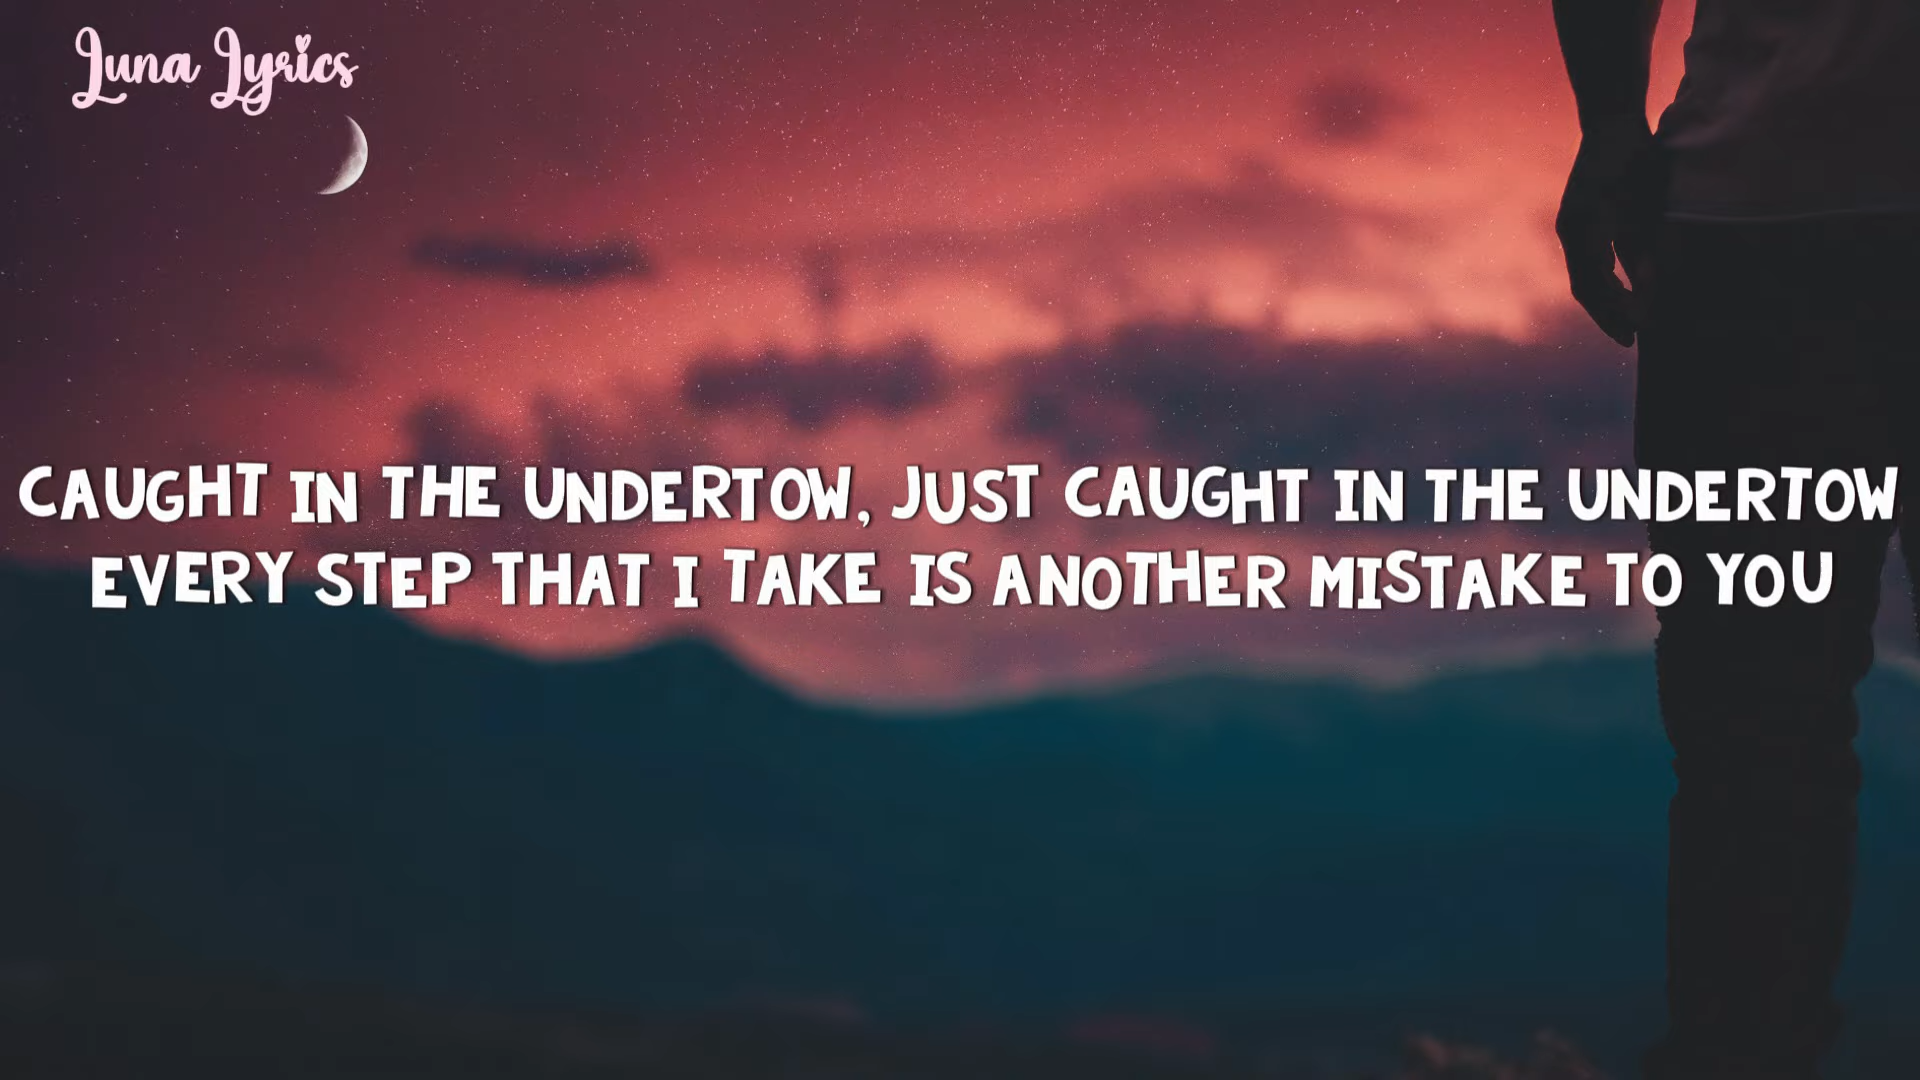 Luna Lyrics
CAUGHT IN THE UNDERTOW, JUST CAUGHT IN THE UNDERTOW
EVERY STEP THAT I TAKE IS ANOTHER MISTAKE TO YOU